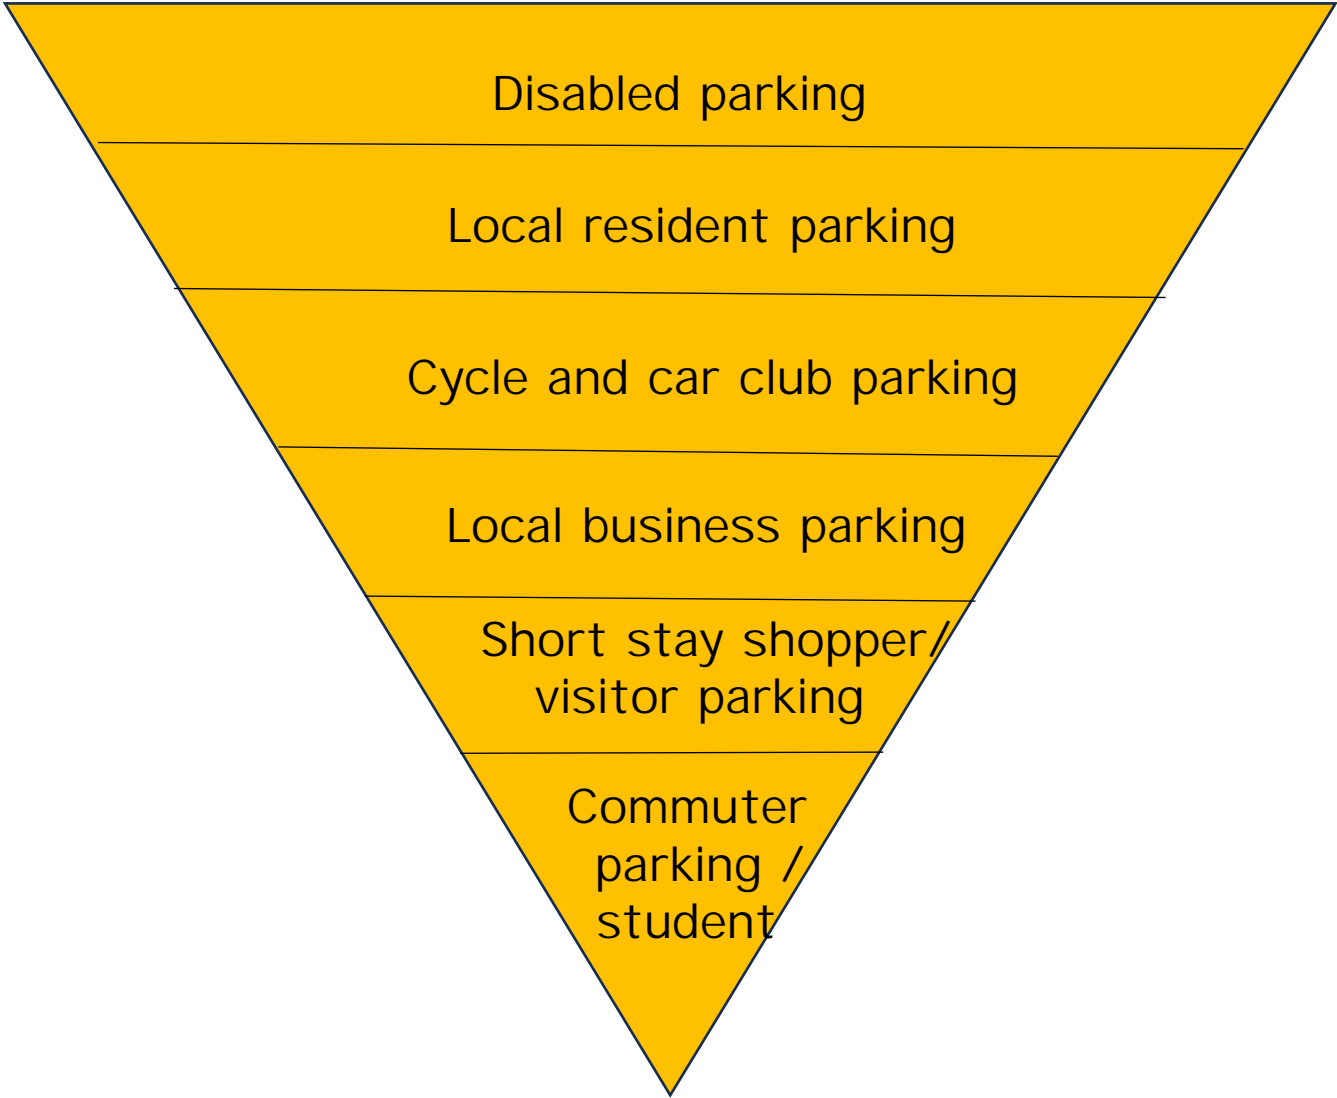 Disabled parking
Local resident parking
Cycle and car club parking
Local business parking
Short stay shopper/
visitor parking
Commuter
parking /
student